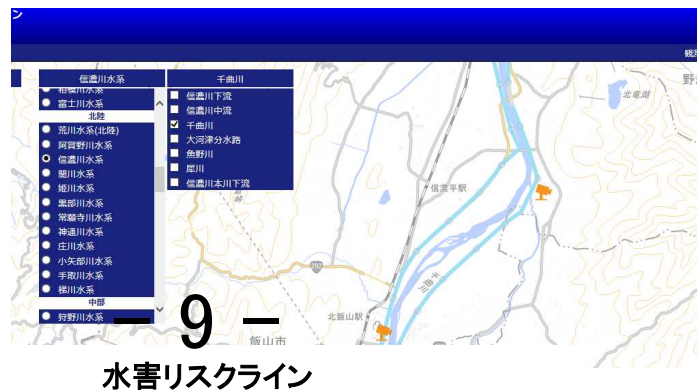 ン
観
信濃川水系
千曲川
相模川水系
富士川水系
北陸
荒川水系(北陸)
阿賀野川水系
信濃川水系
関川水系
姫川水系
黒部川水系
常願寺川水系
神通川水系
庄川水系
小矢部川水系
手取川水系
梯川水系
中部
狩野川水系
信濃川下流
信濃川中流
千曲川
大河津分水路
魚野川
犀川
信濃川本川下流
野
北竜湖
信濃平駅
千曲川
北飯山駅
飯山市
― 9 ―
水害リスクライン